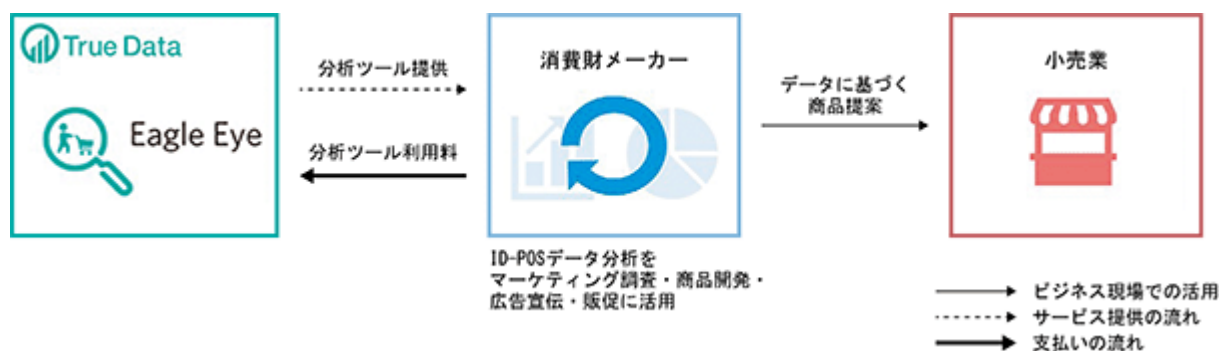 True Data
Eagle Eye
分析ツール提供
分析ツール利用料
消費財メーカー
ID-POSデータ分析を
マーケティング調査・商品開発・
広告宣伝・販促に活用
データに基づく
商品提案
小売業
ビジネス現場での活用
サービス提供の流れ
支払いの流れ